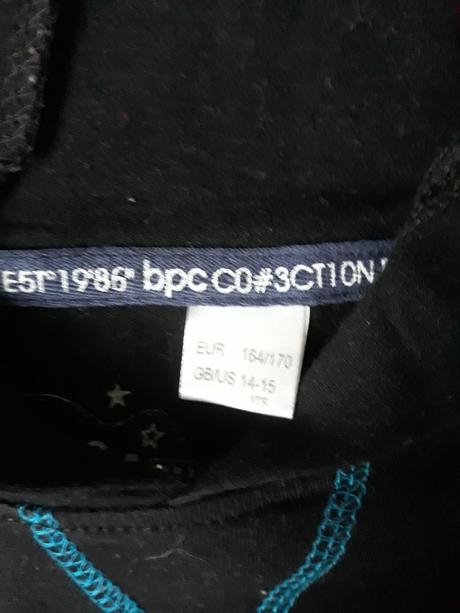 E5T°19°86° bpc C0#3CT10N
EUR 164/170
GB/US 14-15
YRS